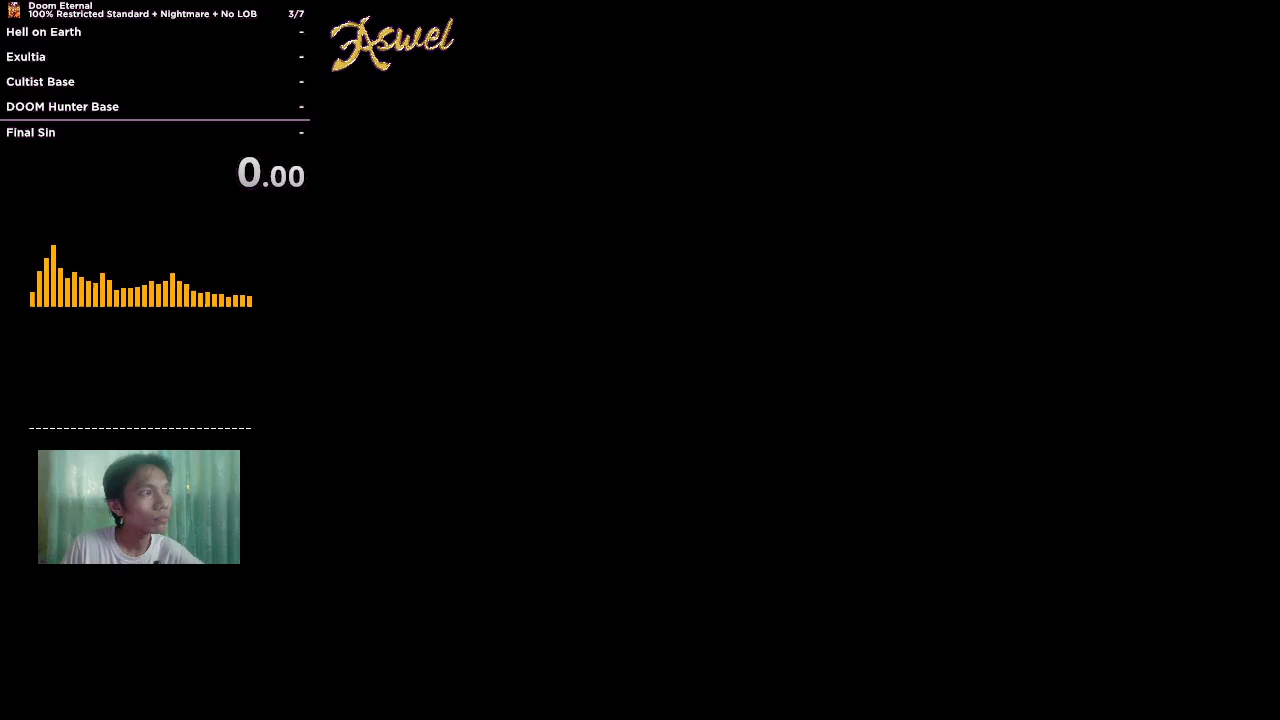 Doom Eternal
100% Restricted Standard + Nightmare + No LOB 3/7
Hell on Earth -
Exultia -
Cultist Base -
DOOM Hunter Base -
Final Sin -
0.00
Aswel